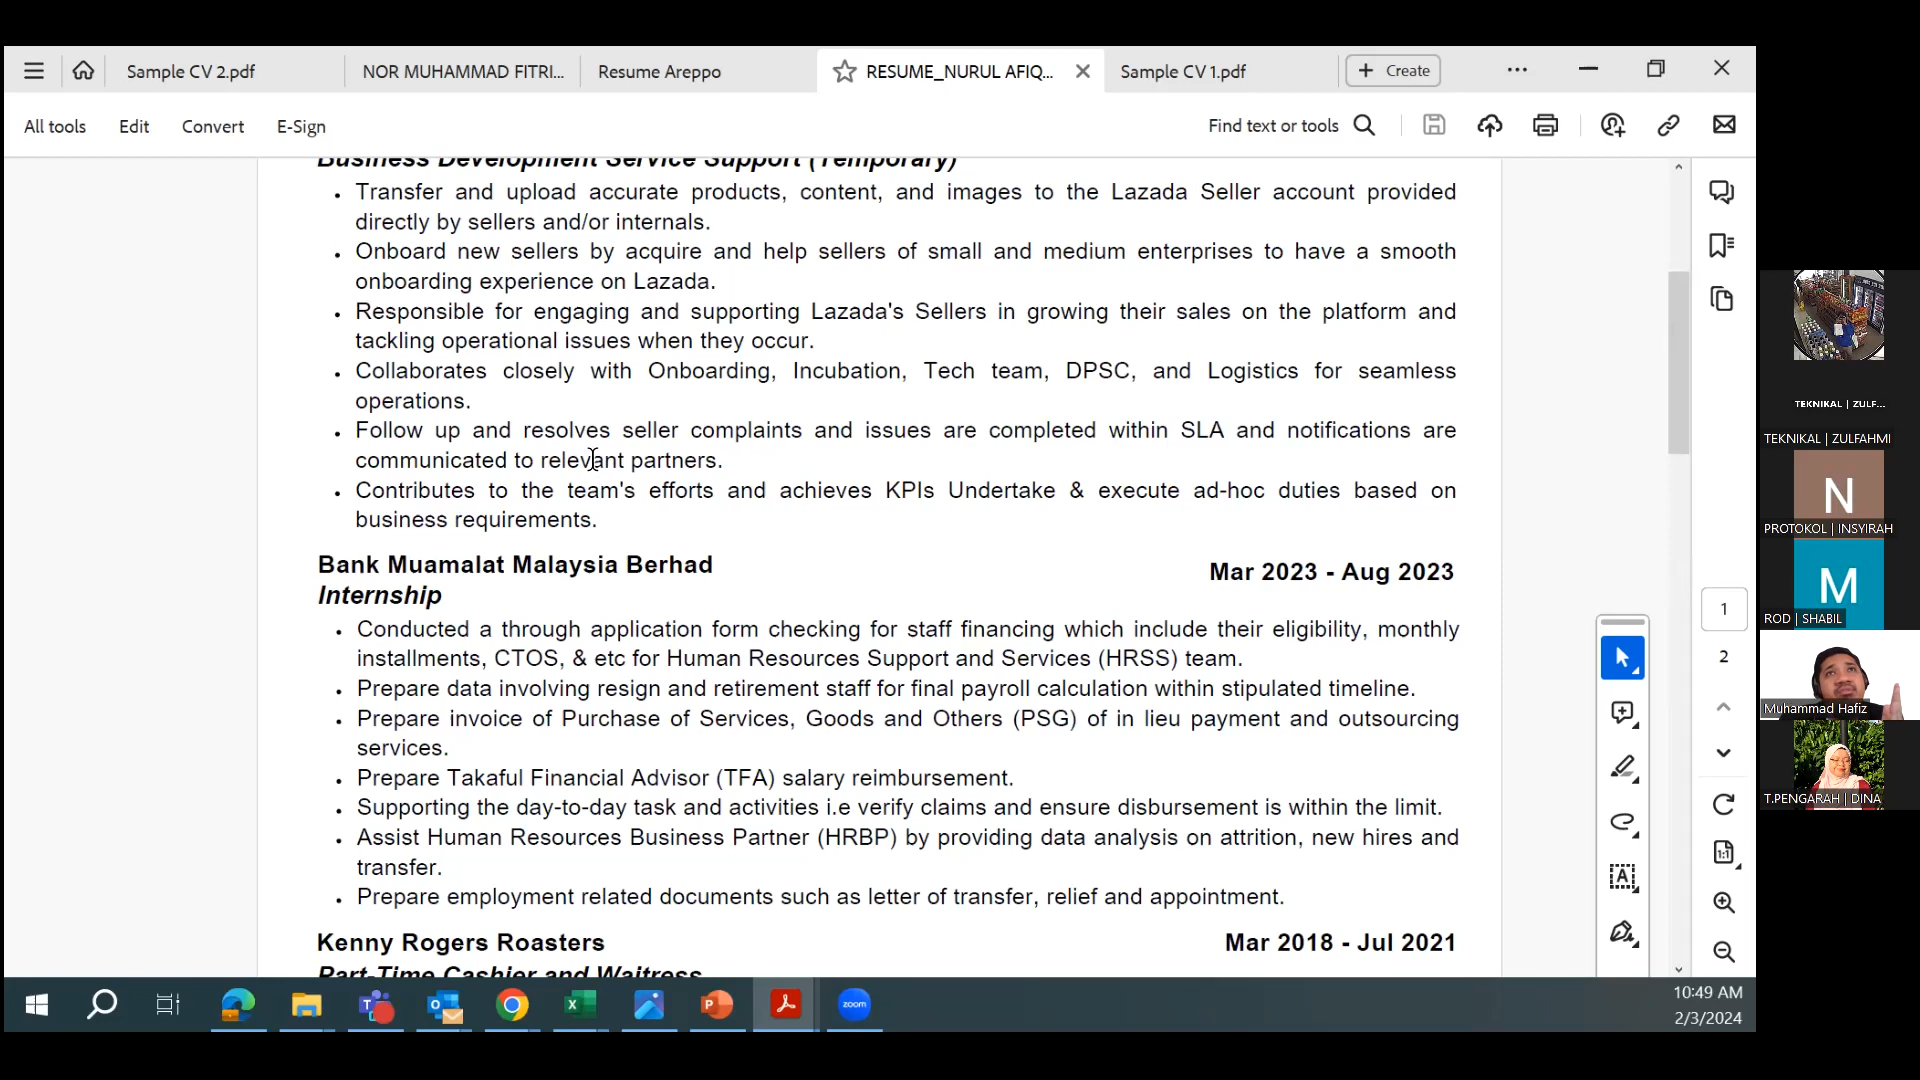 Sample CV 2.pdf
NOR MUHAMMAD FITRI...
Resume Areppo
RESUME_NURUL AFIQ...
Sample CV 1.pdf
+ Create
All tools
Edit
Convert
E-Sign
Find text or tools
Business Development Service Support (Temporary)
• Transfer and upload accurate products, content, and images to the Lazada Seller account provided
directly by sellers and/or internals.
• Onboard new sellers by acquire and help sellers of small and medium enterprises to have a smooth
onboarding experience on Lazada.
• Responsible for engaging and supporting Lazada's Sellers in growing their sales on the platform and
tackling operational issues when they occur.
• Collaborates closely with Onboarding, Incubation, Tech team, DPSC, and Logistics for seamless
operations.
• Follow up and resolves seller complaints and issues are completed within SLA and notifications are
communicated to relevant partners.
• Contributes to the team's efforts and achieves KPIs Undertake & execute ad-hoc duties based on
business requirements.
Bank Muamalat Malaysia Berhad
Mar 2023 - Aug 2023
Internship
• Conducted a through application form checking for staff financing which include their eligibility, monthly
installments, CTOS, & etc for Human Resources Support and Services (HRSS) team.
• Prepare data involving resign and retirement staff for final payroll calculation within stipulated timeline.
• Prepare invoice of Purchase of Services, Goods and Others (PSG) of in lieu payment and outsourcing
services.
• Prepare Takaful Financial Advisor (TFA) salary reimbursement.
• Supporting the day-to-day task and activities i.e verify claims and ensure disbursement is within the limit.
• Assist Human Resources Business Partner (HRBP) by providing data analysis on attrition, new hires and
transfer.
• Prepare employment related documents such as letter of transfer, relief and appointment.
Kenny Rogers Roasters
Mar 2018 - Jul 2021
Part-Time Cashier and Waitress
1
2
1:1
zoom
10:49 AM
2/3/2024
TEKNIKAL | ZULF...
TEKNIKAL | ZULFAHMI
N
PROTOKOL | INSYIRAH
M
ROD | SHABIL
Muhammad Hafiz
T.PENGARAH | DINA